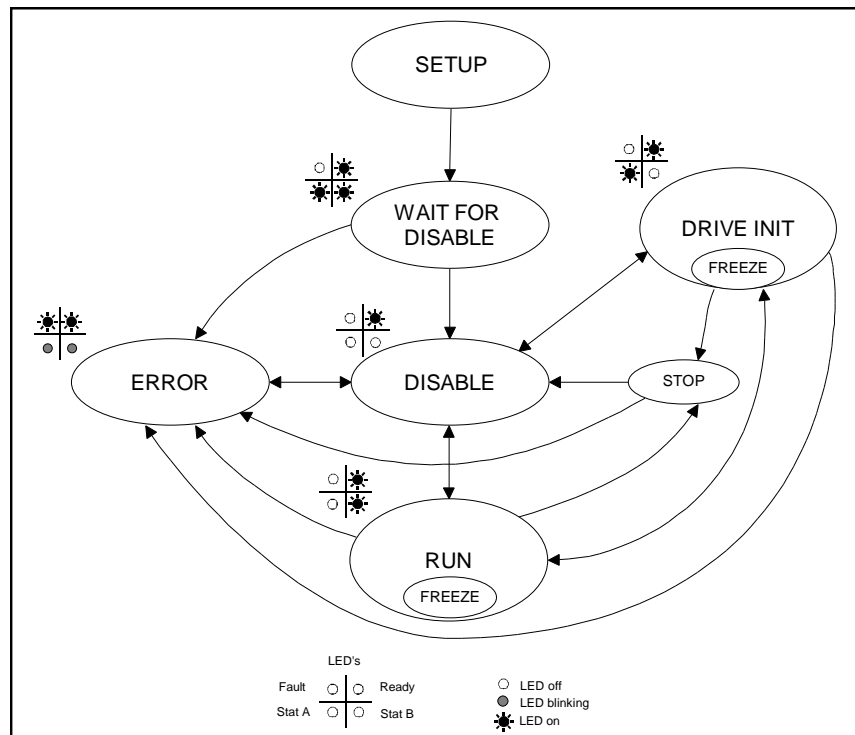 SETUP
WAIT FOR
DISABLE
DRIVE INIT
FREEZE
ERROR
DISABLE
STOP
RUN
FREEZE
LED's
Fault
Ready
Stat A
Stat B
LED off
LED blinking
LED on